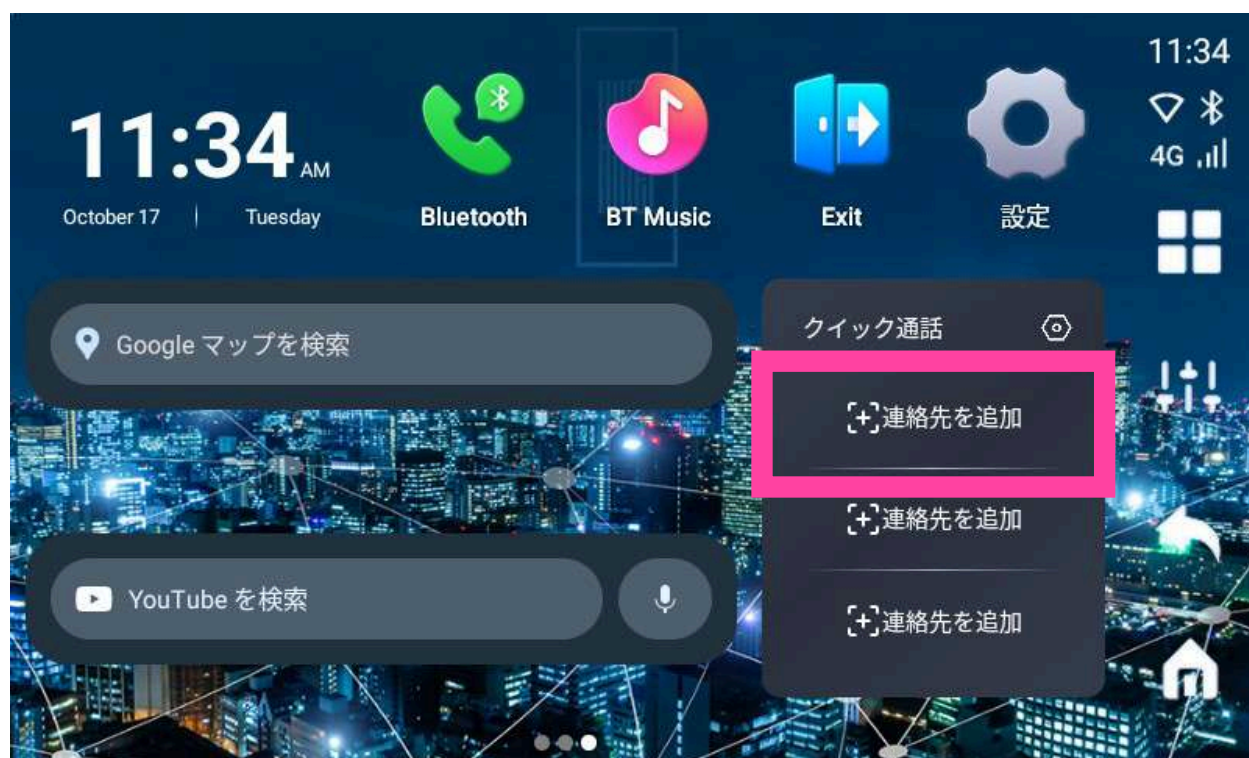 11:34 AM
October 17 | Tuesday
Bluetooth
BT Music
Exit
設定
11:34
4G
Google マップを検索
クイック通話
連絡先を追加
連絡先を追加
YouTube を検索
連絡先を追加